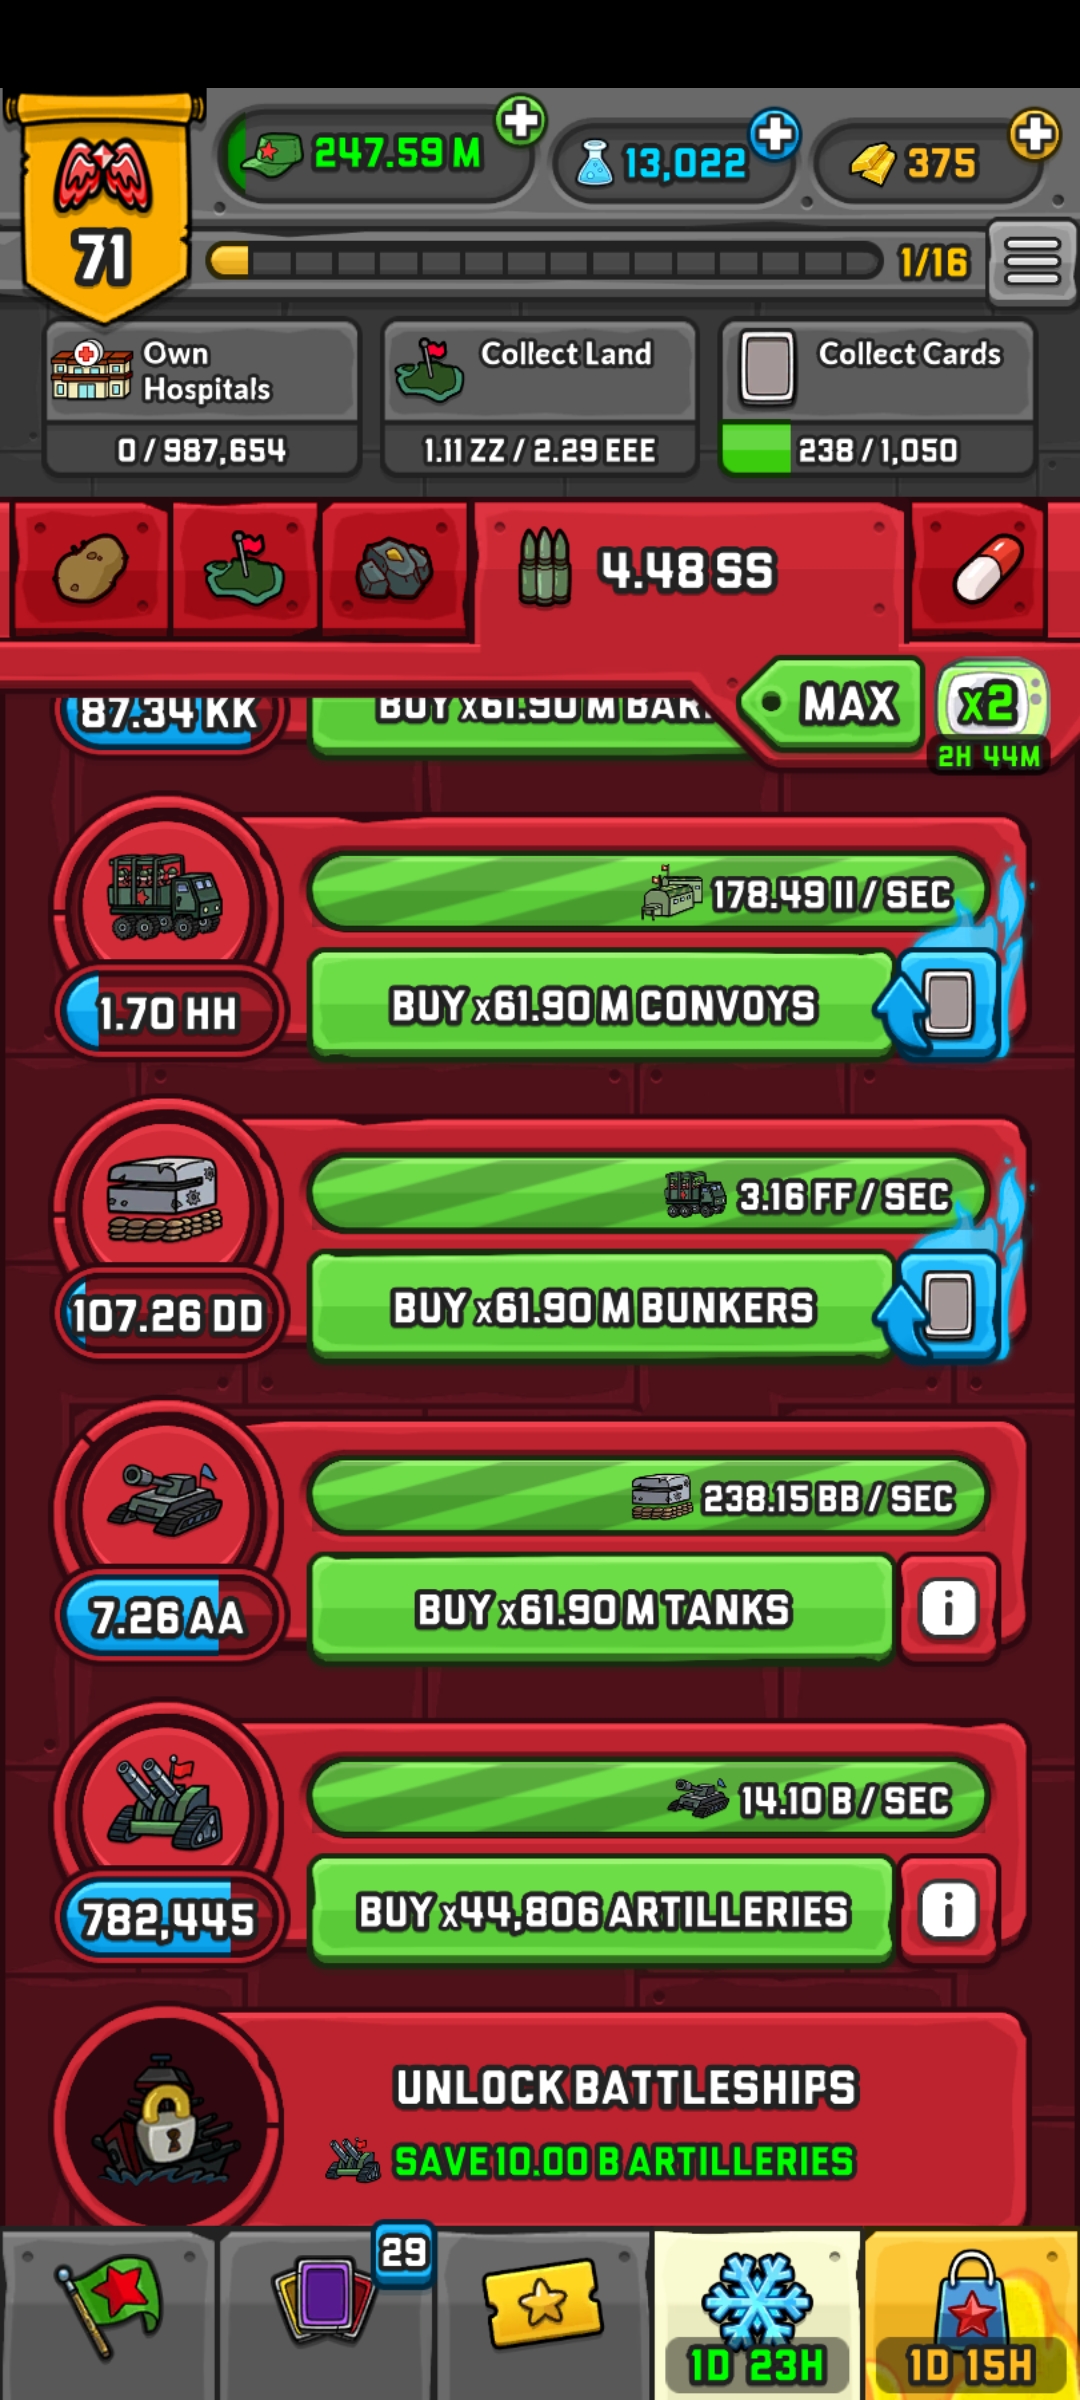 247.59 M
13,022
375
71
1/16
Own
Hospitals
Collect Land
Collect Cards
0 / 987,654
1.11 ZZ / 2.29 EEE
238 / 1,050
4.48 SS
MAX
x2
2H 44M
87.34 KK
BUY x61.90 M BAR
178.49 II / SEC
1.70 HH
BUY x61.90 M CONVOYS
3.16 FF / SEC
107.26 DD
BUY x61.90 M BUNKERS
238.15 BB / SEC
7.26 AA
BUY x61.90 M TANKS
i
14.10 B / SEC
782,445
BUY x44,806 ARTILLERIES
i
UNLOCK BATTLESHIPS
SAVE 10.00 B ARTILLERIES
29
1D 23H
1D 15H